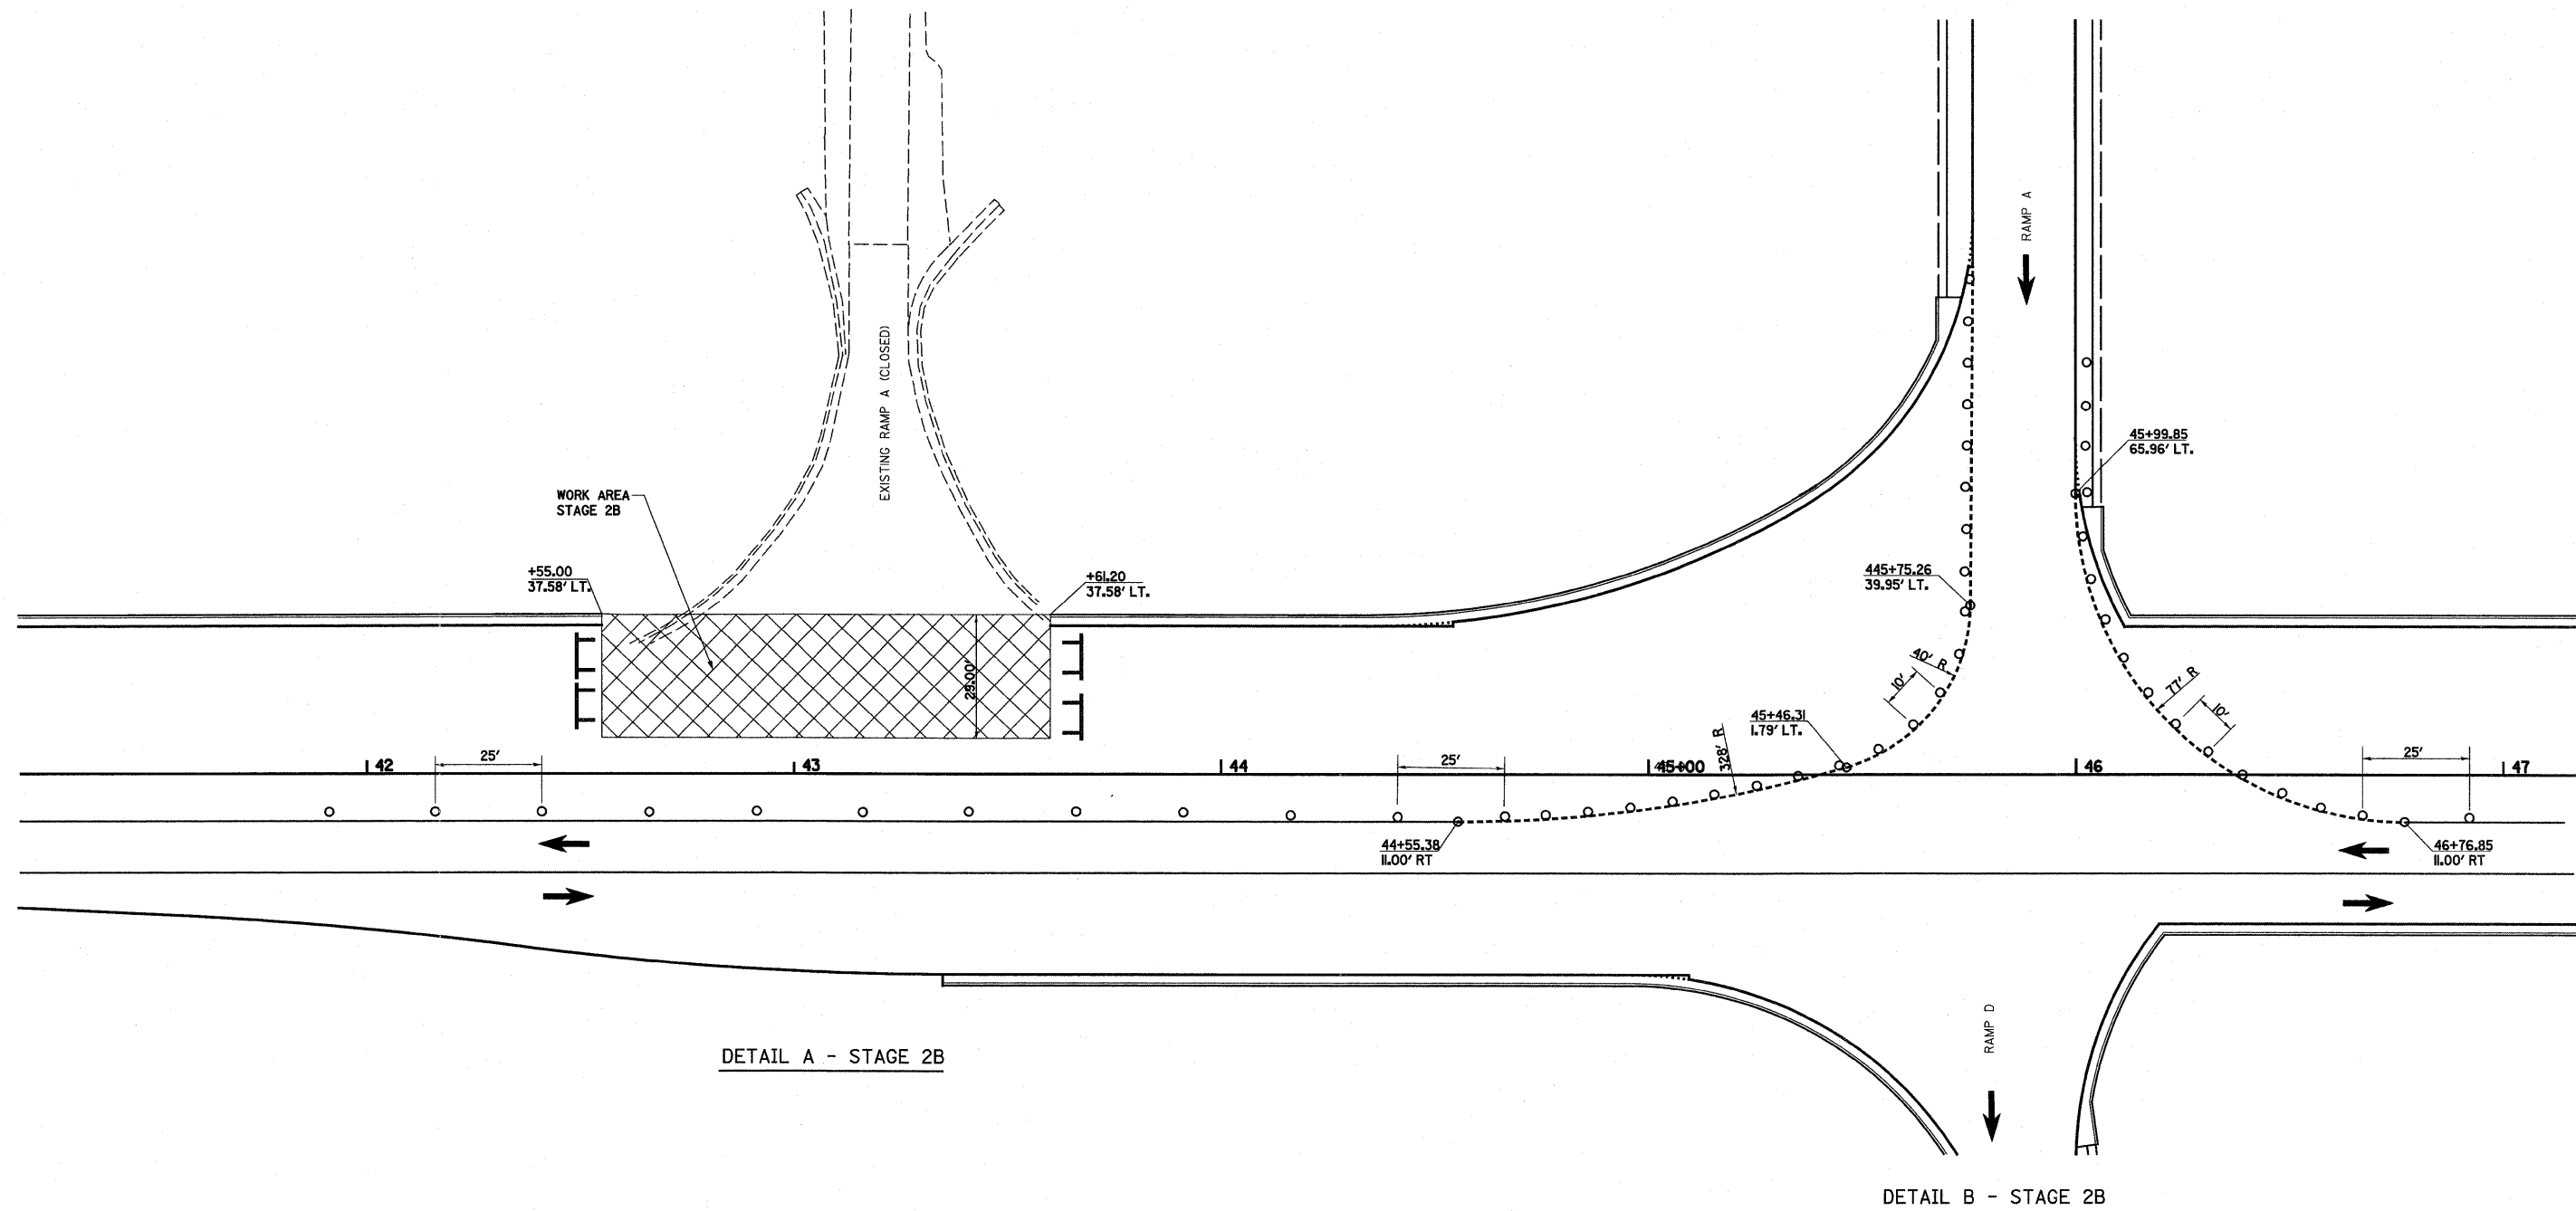 RAMP A
EXISTING RAMP A (CLOSED)
45+99.85
65.96' LT.
WORK AREA
STAGE 2B
+55.00
37.58' LT.
+61.20
37.58' LT.
445+75.26
39.95' LT.
29.00'
40' R
10'
77' R
10'
45+46.31
1.79' LT.
328' R
25'
25'
25'
42
43
44
45+00
46
47
44+55.38
11.00' RT
46+76.85
11.00' RT
RAMP D
DETAIL A - STAGE 2B
DETAIL B - STAGE 2B